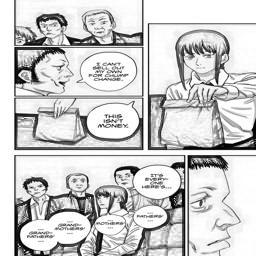 I CAN'T
SELL OUT
MY OWN
FOR CHUMP
CHANGE.
THIS
ISN'T
MONEY.
IT'S
EVERY-
ONE
HERE'S...
FATHERS'
...
MOTHERS'
...
GRAND-
MOTHERS'
...
GRAND-
FATHERS'
...